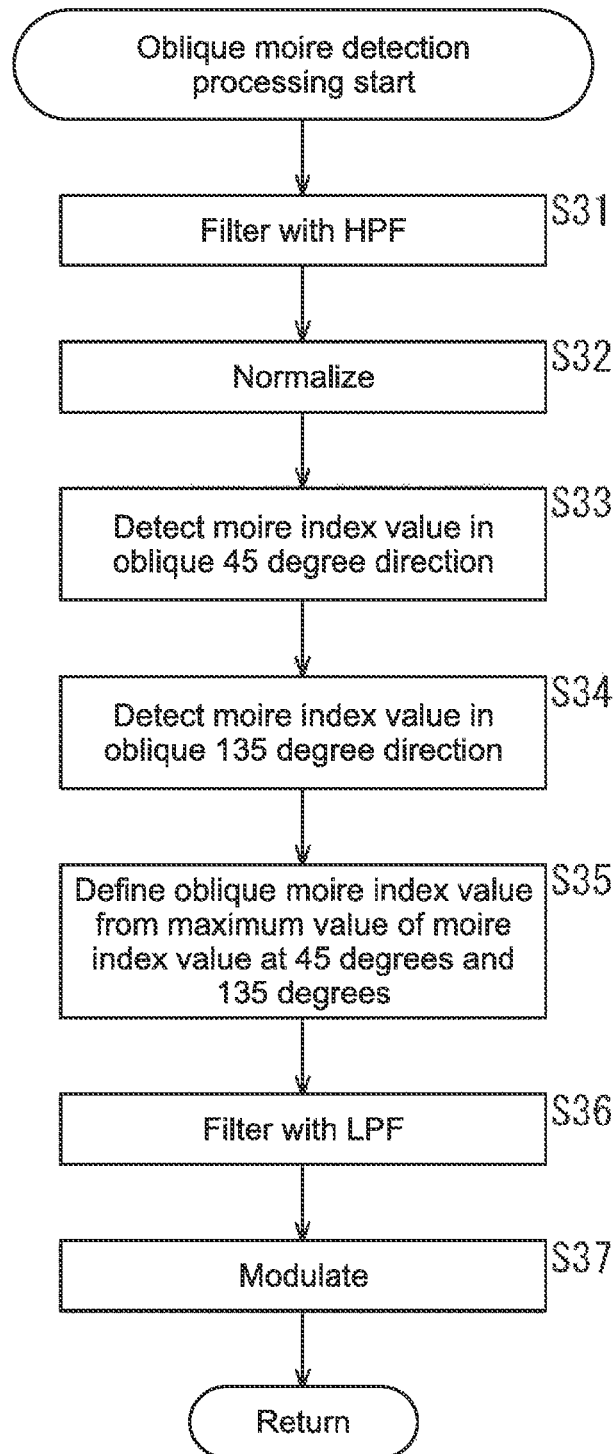 Oblique moire detection
processing start
S31
Filter with HPF
S32
Normalize
S33
Detect moire index value in
oblique 45 degree direction
S34
Detect moire index value in
oblique 135 degree direction
S35
Define oblique moire index value
from maximum value of moire
index value at 45 degrees and
135 degrees
S36
Filter with LPF
S37
Modulate
Return